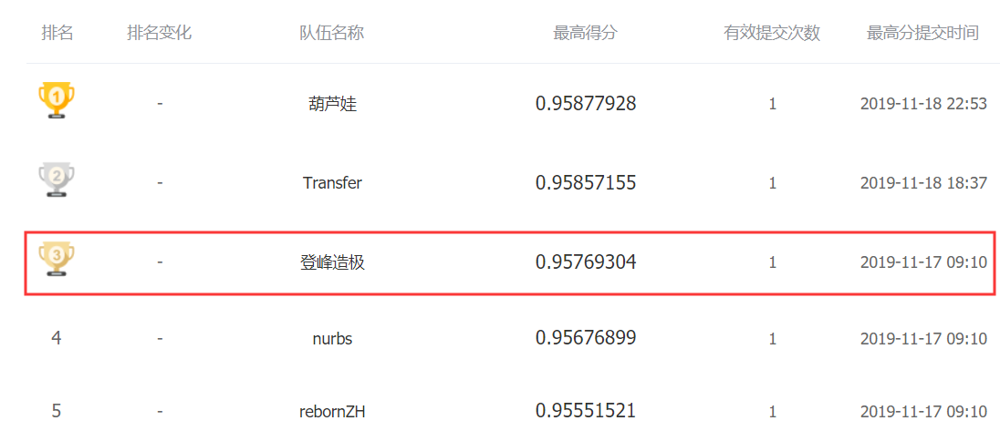 排名 排名变化 队伍名称 最高得分 有效提交次数 最高分提交时间
1 - 葫芦娃 0.95877928 1 2019-11-18 22:53
2 - Transfer 0.95857155 1 2019-11-18 18:37
3 - 登峰造极 0.95769304 1 2019-11-17 09:10
4 - nurbs 0.95676899 1 2019-11-17 09:10
5 - rebornZH 0.95551521 1 2019-11-17 09:10